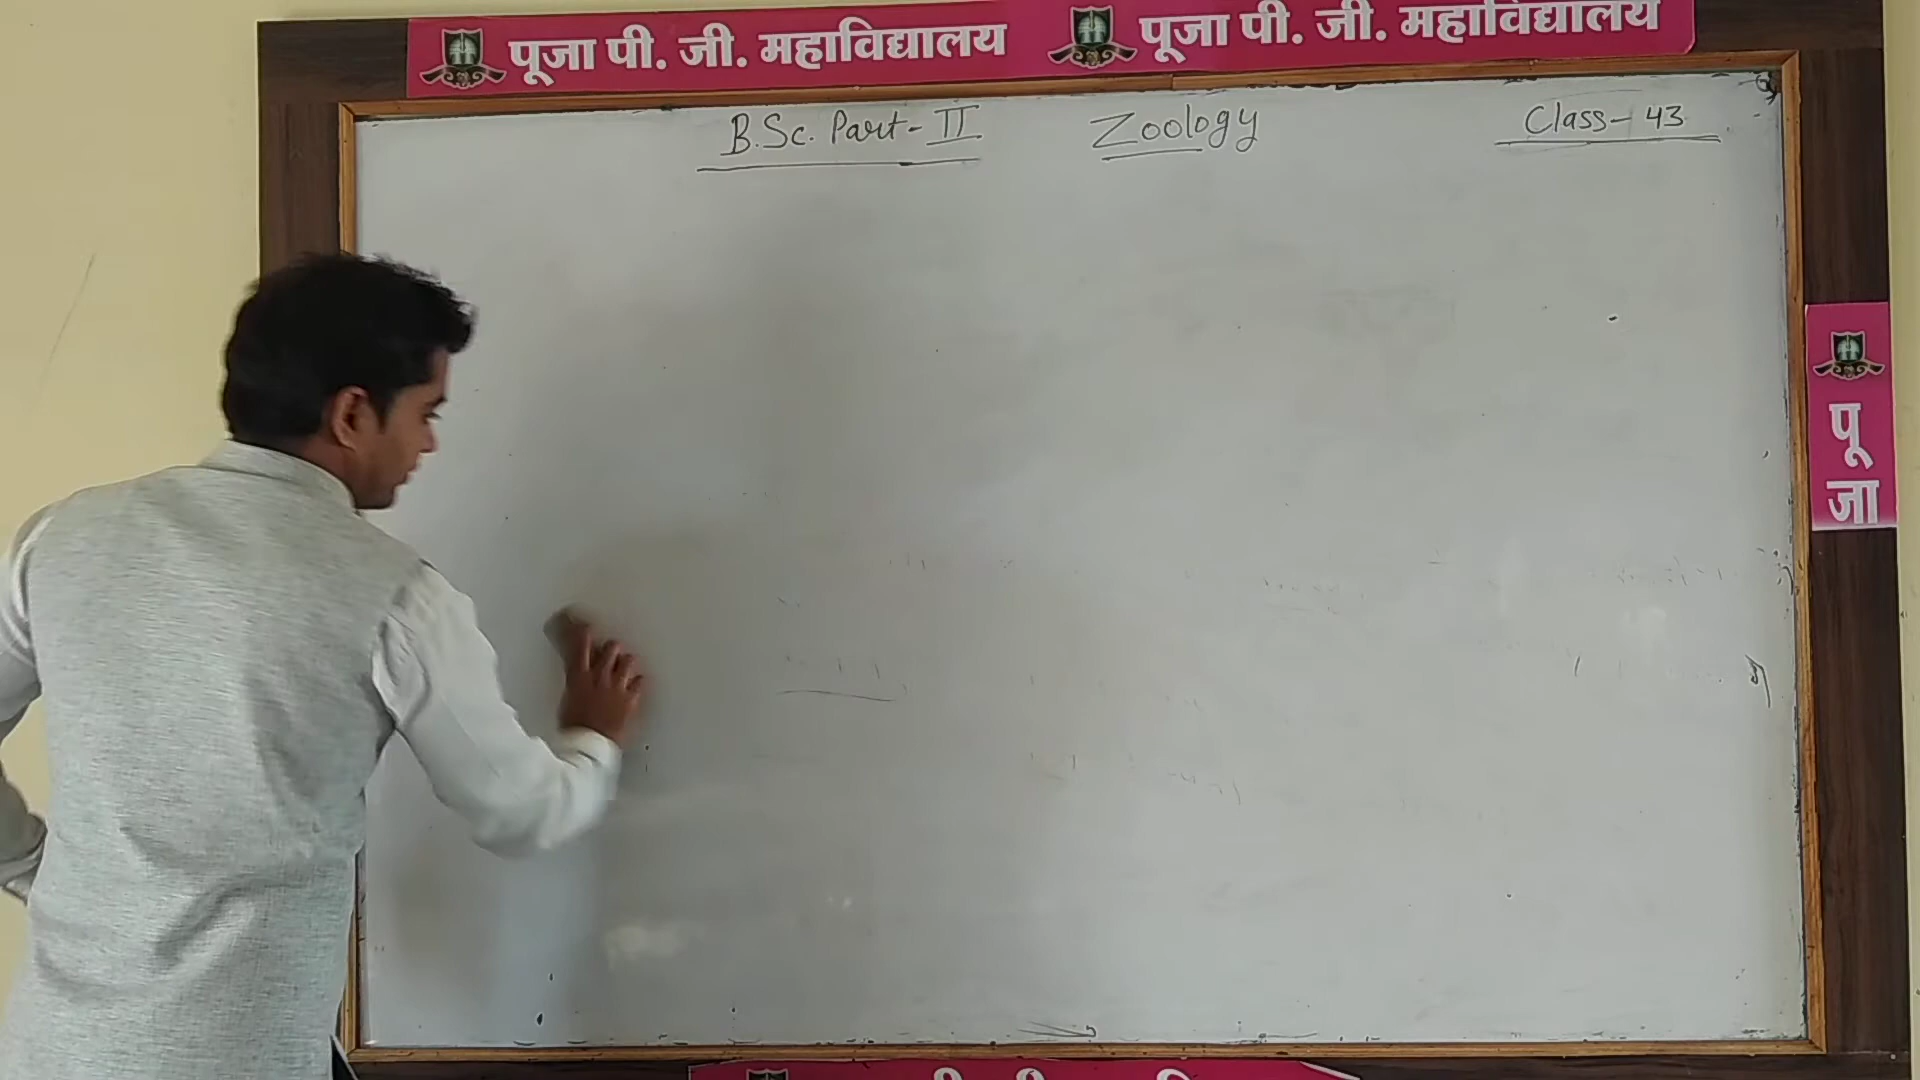 पूजा पी. जी. महाविद्यालय पूजा पी. जी. महाविद्यालय
B.Sc. Part-II Zoology Class-43
पू
जा